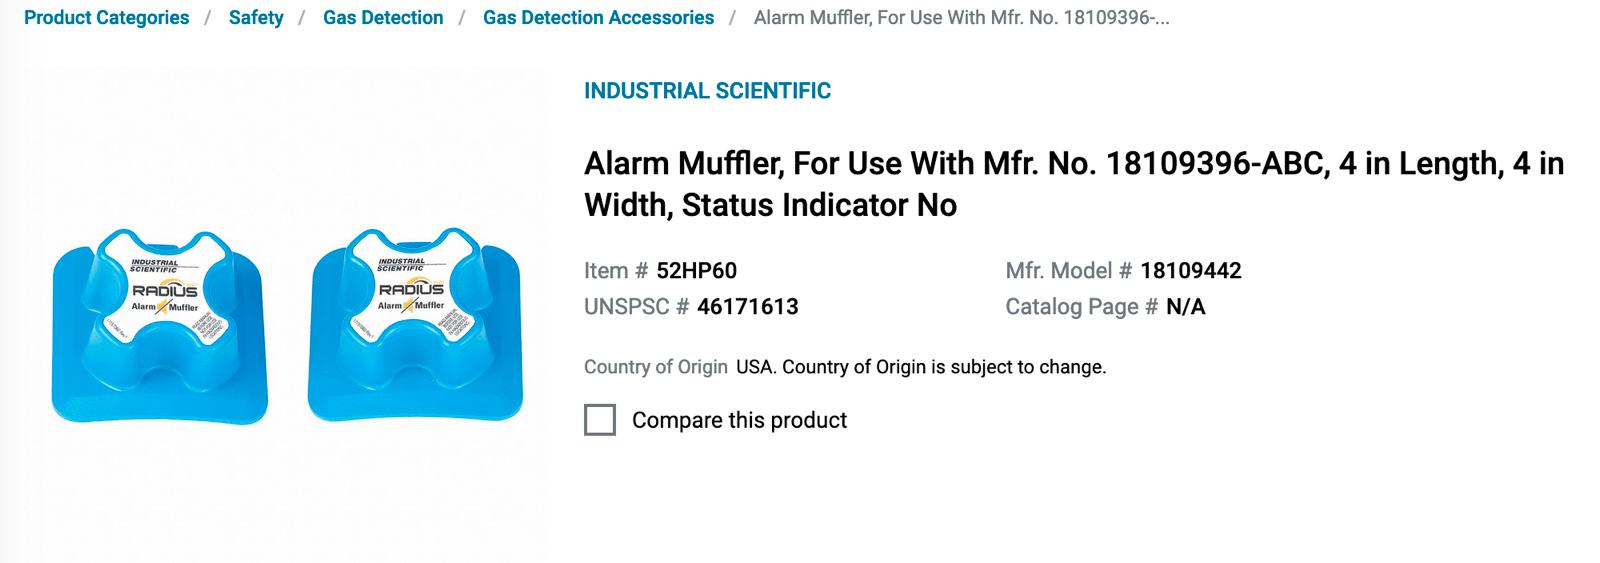 Product Categories / Safety / Gas Detection / Gas Detection Accessories / Alarm Muffler, For Use With Mfr. No. 18109396-...
INDUSTRIAL SCIENTIFIC
Alarm Muffler, For Use With Mfr. No. 18109396-ABC, 4 in Length, 4 in
Width, Status Indicator No
Item # 52HP60 Mfr. Model # 18109442
UNSPSC # 46171613 Catalog Page # N/A
Country of Origin USA. Country of Origin is subject to change.
Compare this product
INDUSTRIAL
SCIENTIFIC
RADIUS
Alarm Muffler
INDUSTRIAL
SCIENTIFIC
RADIUS
Alarm Muffler